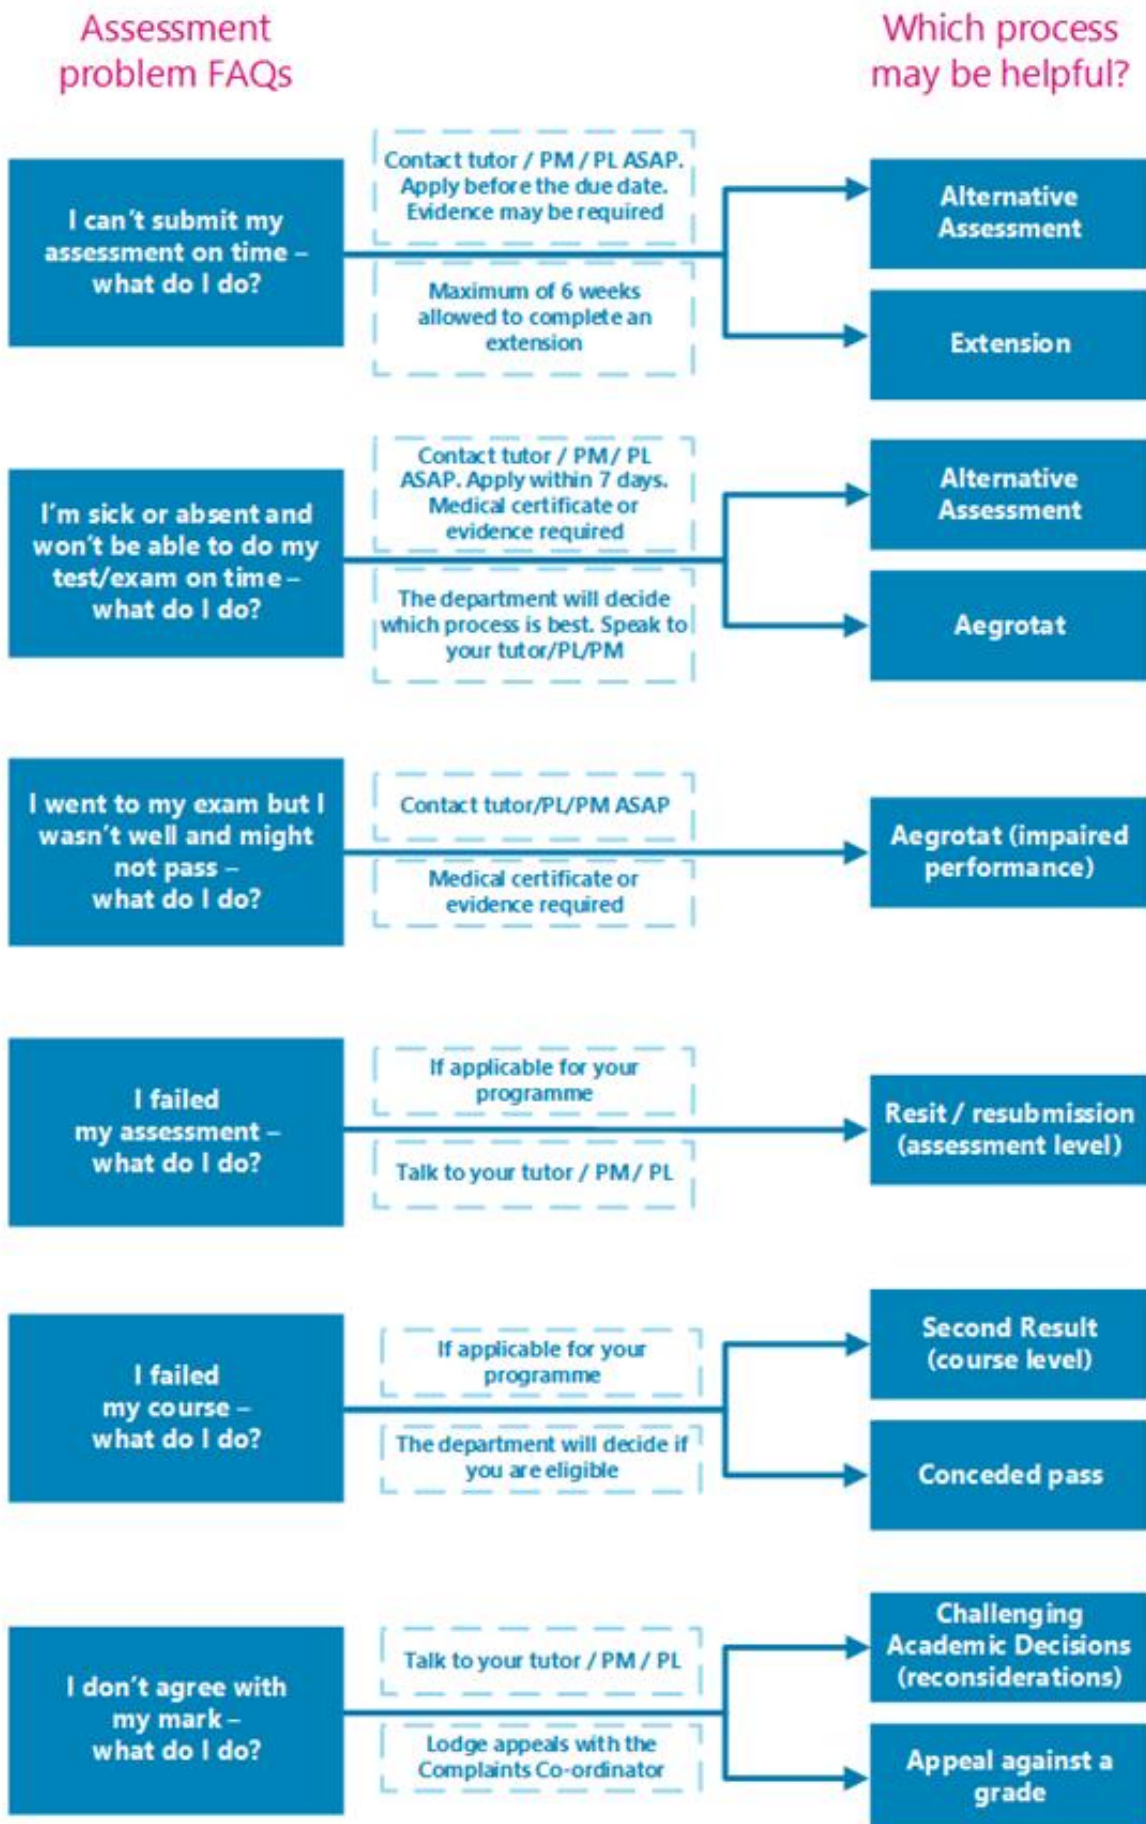 Assessment
problem FAQs
Which process
may be helpful?
I can't submit my
assessment on time –
what do I do?
Contact tutor / PM / PL ASAP.
Apply before the due date.
Evidence may be required
Maximum of 6 weeks
allowed to complete an
extension
Alternative
Assessment
Extension
I'm sick or absent and
won't be able to do my
test/exam on time –
what do I do?
Contact tutor / PM / PL
ASAP. Apply within 7 days.
Medical certificate or
evidence required
The department will decide
which process is best. Speak to
your tutor/PL/PM
Alternative
Assessment
Aegrotat
I went to my exam but I
wasn't well and might
not pass –
what do I do?
Contact tutor/PL/PM ASAP
Medical certificate or
evidence required
Aegrotat (impaired
performance)
I failed
my assessment –
what do I do?
If applicable for your
programme
Talk to your tutor / PM / PL
Resit / resubmission
(assessment level)
I failed
my course –
what do I do?
If applicable for your
programme
The department will decide if
you are eligible
Second Result
(course level)
Conceded pass
I don't agree with
my mark –
what do I do?
Talk to your tutor / PM / PL
Lodge appeals with the
Complaints Co-ordinator
Challenging
Academic Decisions
(reconsiderations)
Appeal against a
grade